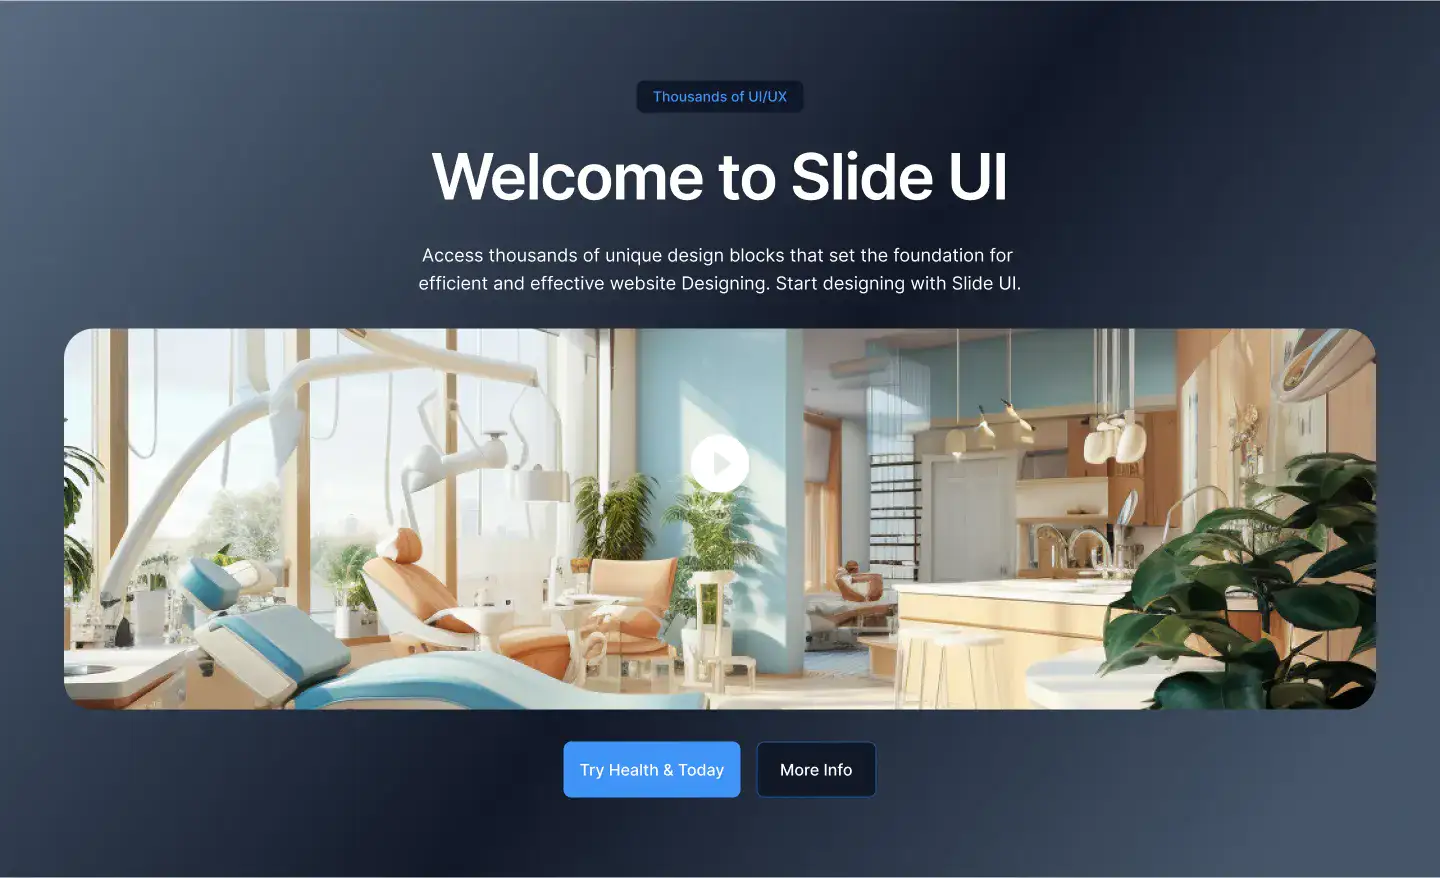 Thousands of UI/UX
Welcome to Slide UI
Access thousands of unique design blocks that set the foundation for
efficient and effective website Designing. Start designing with Slide UI.
Try Health & Today
More Info